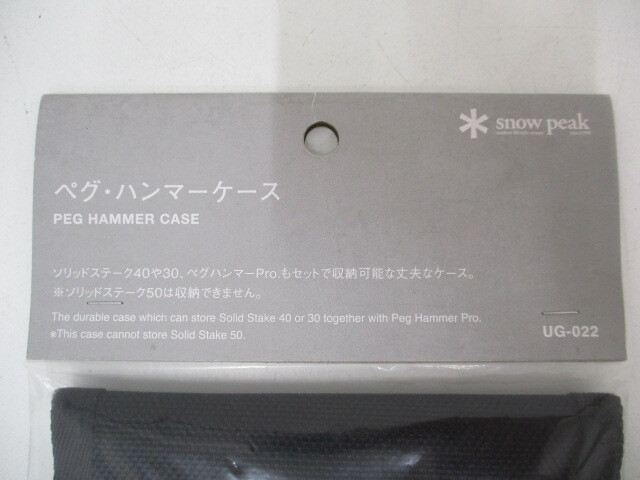 snow peak
ペグ・ハンマーケース
PEG HAMMER CASE
ソリッドステーク40や30、ペグハンマーPro.もセットで収納可能な丈夫なケース。
※ソリッドステーク50は収納できません。
The durable case which can store Solid Stake 40 or 30 together with Peg Hammer Pro.
※This case cannot store Solid Stake 50.
UG-022